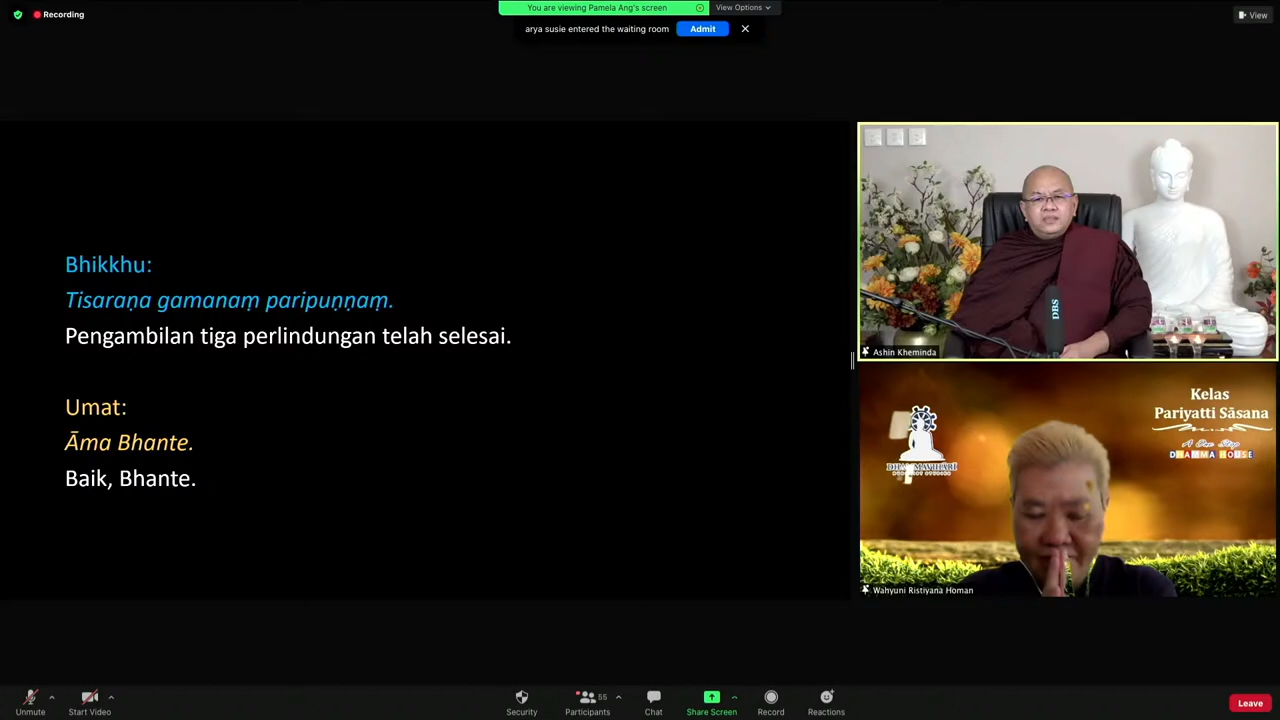 Recording
You are viewing Pamela Ang's screen
View Options
arya susie entered the waiting room
Admit
View
Bhikkhu:
Tisaraṇa gamanaṃ paripuṇṇaṃ.
Pengambilan tiga perlindungan telah selesai.
Umat:
Āma Bhante.
Baik, Bhante.
DBS
Ashin Kheminda
Kelas
Pariyatti Sāsana
DHAMMA HOUSE
Wahyuni Ristiyana Homan
Unmute
Start Video
Security
Participants
55
Chat
Share Screen
Record
Reactions
Leave